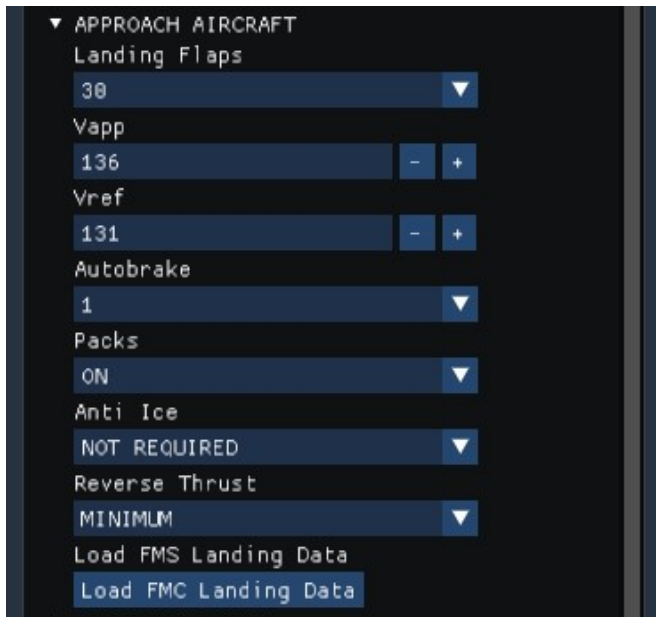 APPROACH AIRCRAFT
Landing Flaps
30
Vapp
136
- +
Vref
131
- +
Autobrake
1
Packs
ON
Anti Ice
NOT REQUIRED
Reverse Thrust
MINIMUM
Load FMS Landing Data
Load FMC Landing Data